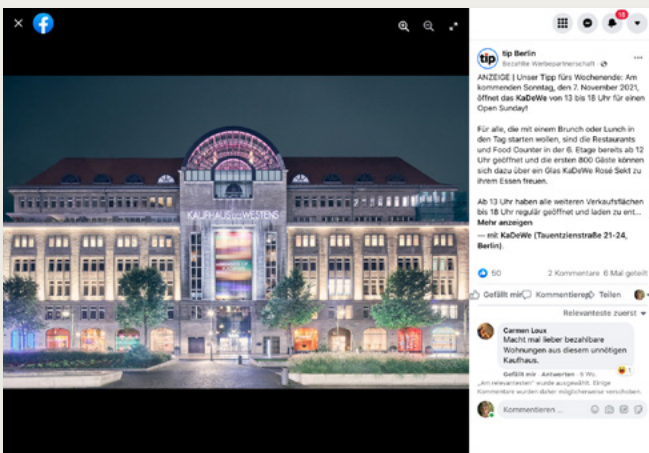 KAUFHAUS DES WESTENS
18
tip
tip Berlin
Bezahlte Werbepartnerschaft ·
ANZEIGE | Unser Tipp fürs Wochenende: Am
kommenden Sonntag, den 7. November 2021,
öffnet das KaDeWe von 13 bis 18 Uhr für einen
Open Sunday!
Für alle, die mit einem Brunch oder Lunch in
den Tag starten wollen, sind die Restaurants
und Food Counter in der 6. Etage bereits ab 12
Uhr geöffnet und die ersten 800 Gäste können
sich dazu über ein Glas KaDeWe Rosé Sekt zu
ihrem Essen freuen.
Ab 13 Uhr haben alle weiteren Verkaufsflächen
bis 18 Uhr regulär geöffnet und laden zu ent...
Mehr anzeigen
— mit KaDeWe (Tauentzienstraße 21-24,
Berlin).
50 2 Kommentare 6 Mal geteilt
Gefällt mir Kommentieren Teilen
Relevanteste zuerst
Carmen Loux
Macht mal lieber bezahlbare
Wohnungen aus diesem unnötigen
Kaufhaus.
Gefällt mir · Antworten · 5 Wo. 1
„Am relevantesten" wurde ausgewählt. Einige
Kommentare wurden daher möglicherweise verschoben.
Kommentieren ...